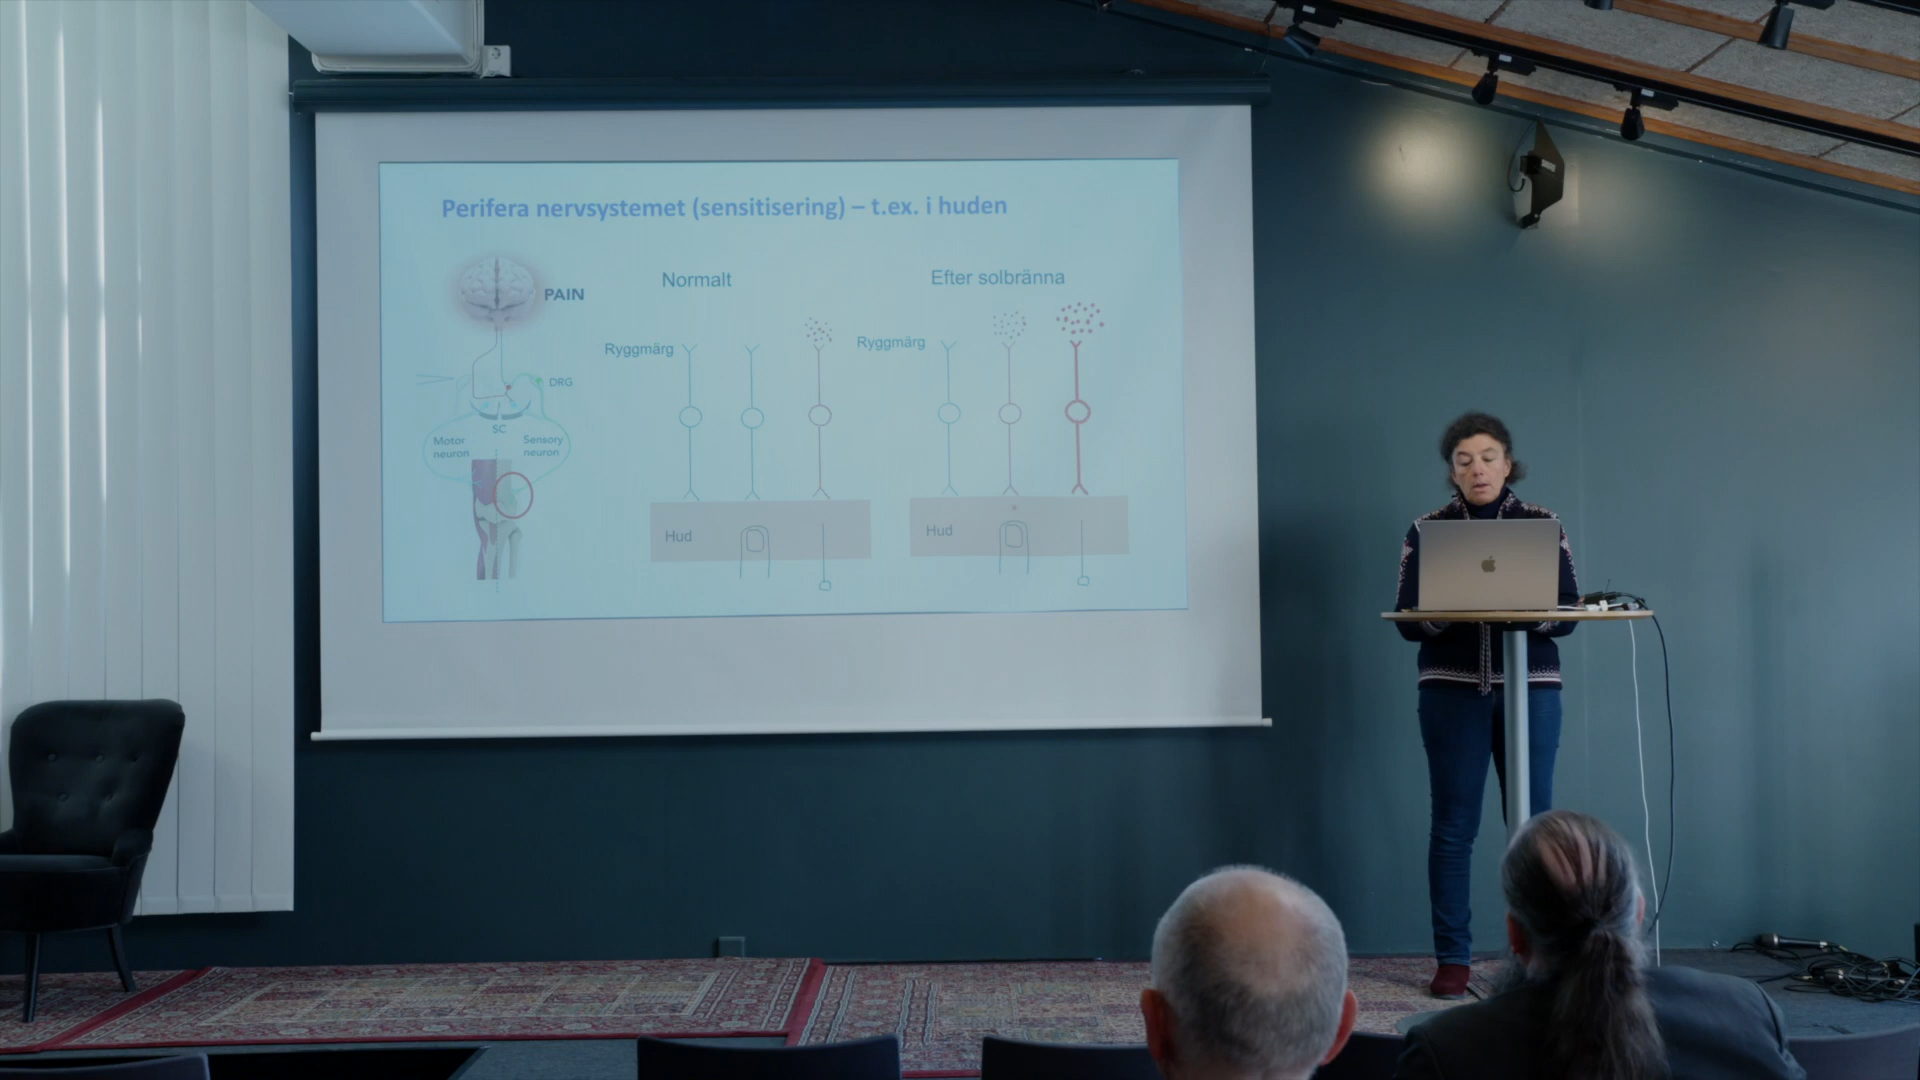 Perifera nervsystemet (sensitisering) – t.ex. i huden
PAIN
DRG
SC
Motor
neuron
Sensory
neuron
Normalt
Ryggmärg
Hud
Efter solbränna
Ryggmärg
Hud